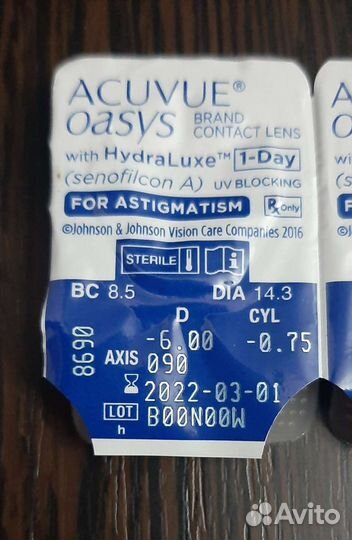 ACUVUE®
oasys BRAND CONTACT LENS
with HydraLuxe™ 1-Day
(senofilcon A) UV BLOCKING
FOR ASTIGMATISM Rx Only
©Johnson & Johnson Vision Care Companies 2016
STERILE
BC 8.5 DIA 14.3
D CYL
-6.00 -0.75
AXIS 090
2022-03-01
LOT B00N00W
h
8690
A
wi
(se
F
©J
Avito